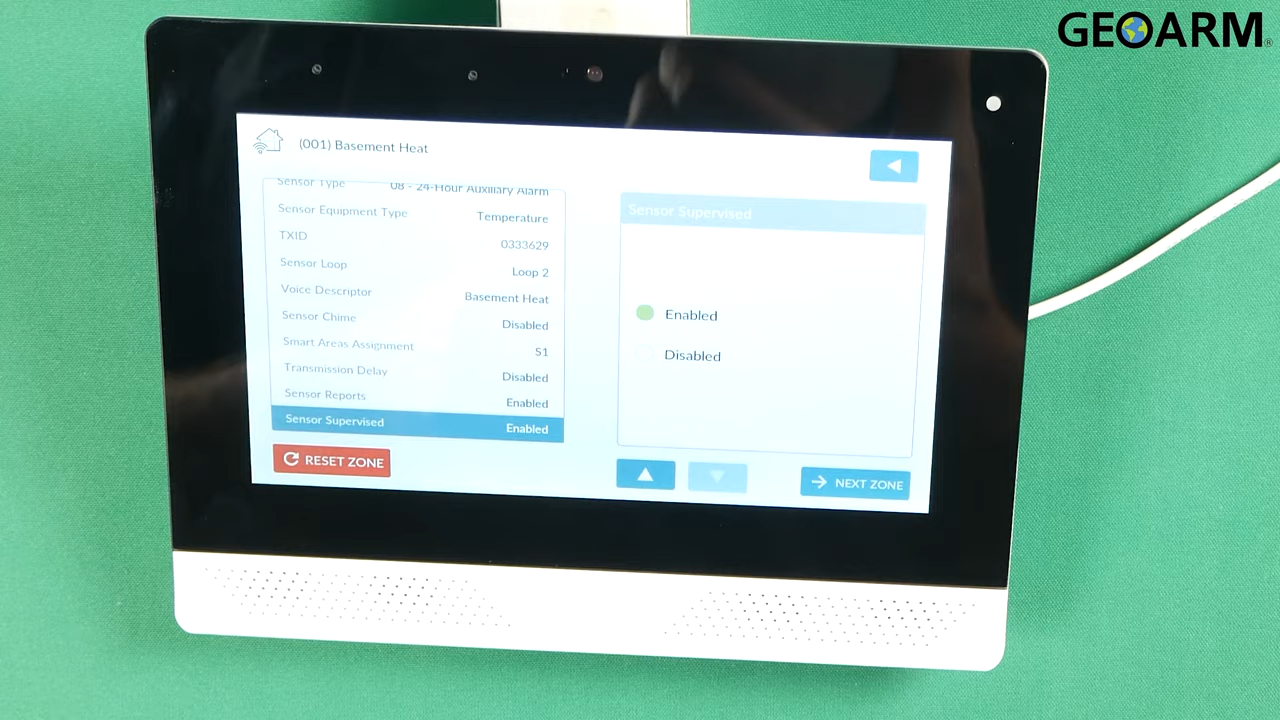 GEOARM®
(001) Basement Heat
Sensor Type 08 - 24-Hour Auxiliary Alarm
Sensor Equipment Type Temperature
TXID 0333629
Sensor Loop Loop 2
Voice Descriptor Basement Heat
Sensor Chime Disabled
Smart Areas Assignment S1
Transmission Delay Disabled
Sensor Reports Enabled
Sensor Supervised Enabled
RESET ZONE
Sensor Supervised
Enabled
Disabled
NEXT ZONE